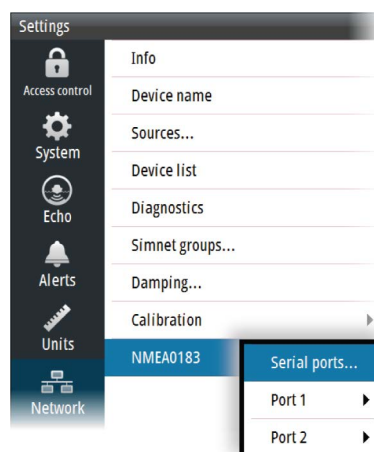 Settings
Access control
System
Echo
Alerts
Units
Network
Info
Device name
Sources...
Device list
Diagnostics
Simnet groups...
Damping...
Calibration
NMEA0183
Serial ports...
Port 1
Port 2